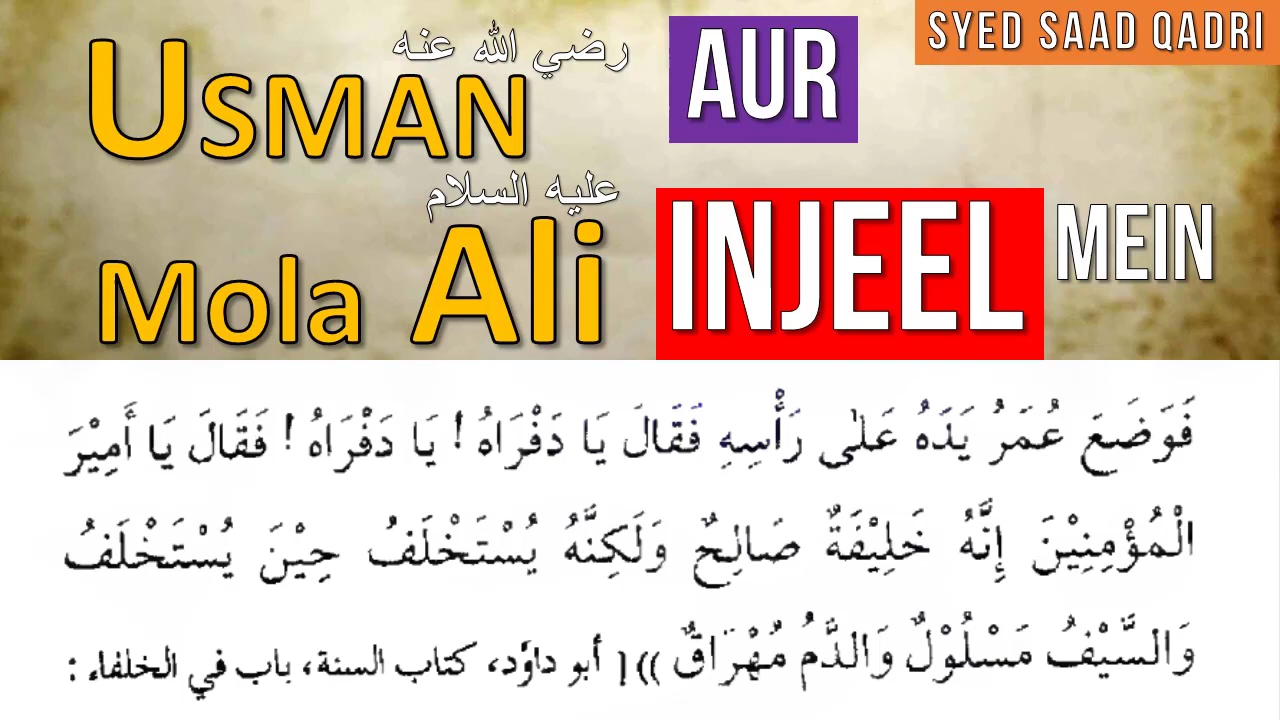 SYED SAAD QADRI
رضي الله عنه
USMAN AUR
عليه السلام
Mola Ali INJEEL MEIN
فَوَضَعَ عُمَرُ يَدَهُ عَلٰى رَأْسِهِ فَقَالَ يَا دَفْرَاهُ! يَا دَفْرَاهُ! فَقَالَ يَا أَمِيْرَ
الْمُؤْمِنِيْنَ إِنَّهُ خَلِيْفَةٌ صَالِحٌ وَلَكِنَّهُ يُسْتَخْلَفُ حِيْنَ يُسْتَخْلَفُ
وَالسَّيْفُ مَسْلُوْلٌ وَالدَّمُ مُهْرَاقٌ )) [ أبو داوٗد، كتاب السنة، باب في الخلفاء :